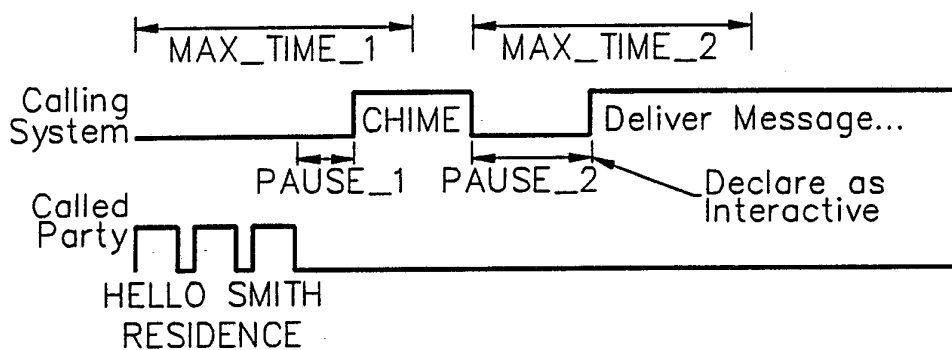 MAX_TIME_1
MAX_TIME_2
Calling
System
CHIME
Deliver Message...
PAUSE_1
PAUSE_2
Declare as
Interactive
Called
Party
HELLO SMITH
RESIDENCE